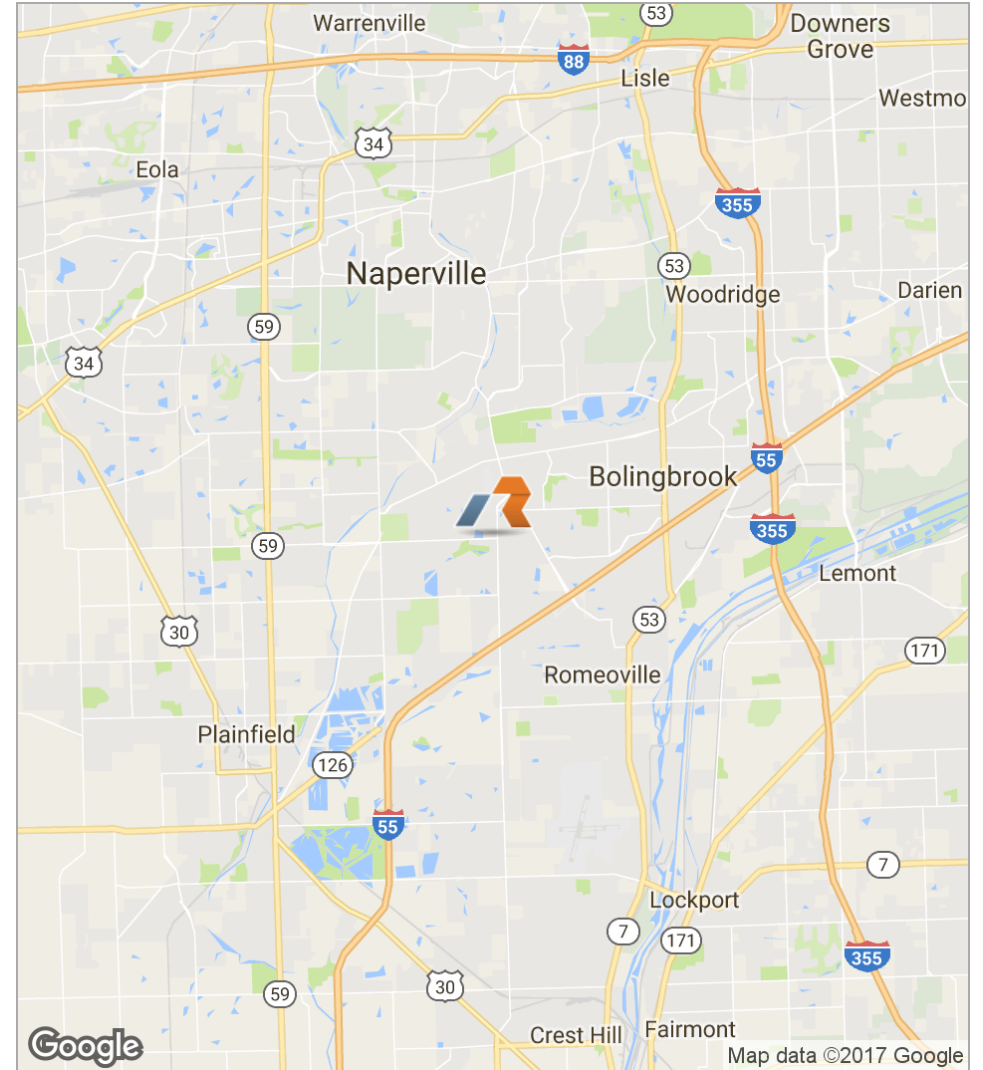 Warrenville
53
Downers
Grove
88
Lisle
Westmo
34
Eola
355
53
Naperville
Woodridge
Darien
59
34
55
Bolingbrook
355
59
Lemont
53
30
171
Romeoville
Plainfield
126
55
7
Lockport
7
171
355
30
59
Crest Hill
Fairmont
Google
Map data ©2017 Google